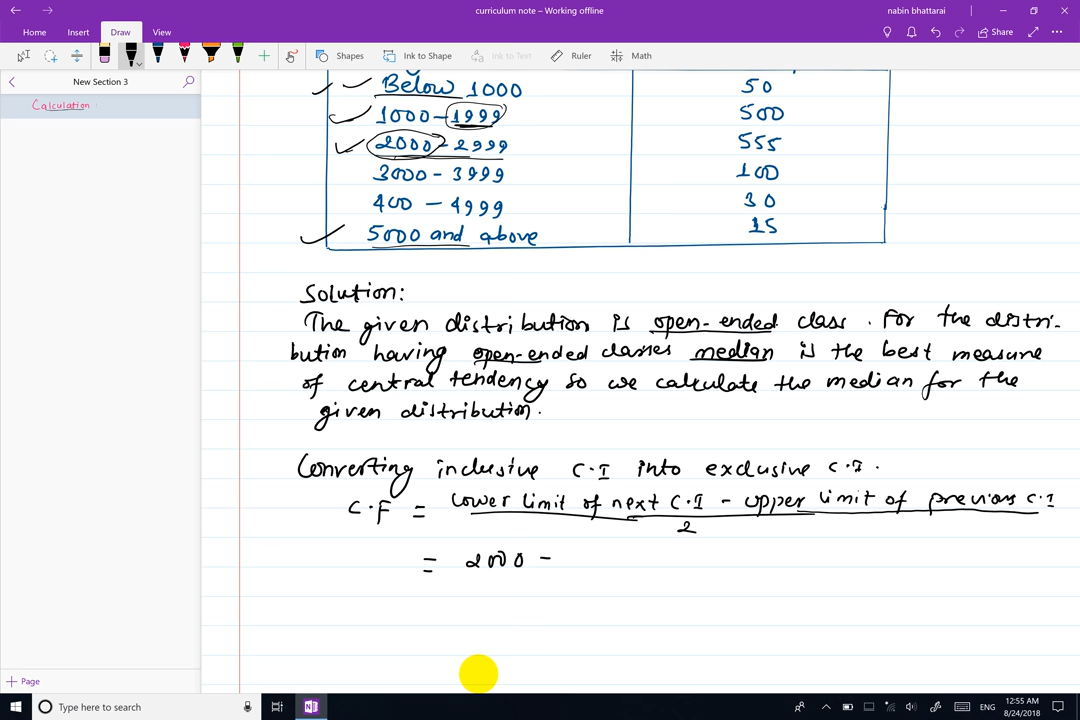 curriculum note – Working offline
nabin bhattarai
Home Insert Draw View
Share
Shapes Ink to Shape Ink to Text Ruler Math
New Section 3
Calculation
Below 1000 50
1000 - 1999 500
2000 - 2999 555
3000 - 3999 100
400 - 4999 30
5000 and above 15
Solution:
The given distribution is open-ended class. For the distri-
bution having open-ended classes median is the best measure
of central tendency so we calculate the median for the
given distribution.
Converting inclusive C.I into exclusive C.I.
C.F = lower limit of next C.I - upper limit of previous C.I
2
= 2000 -
Page
Type here to search
ENG
12:55 AM
8/24/2018